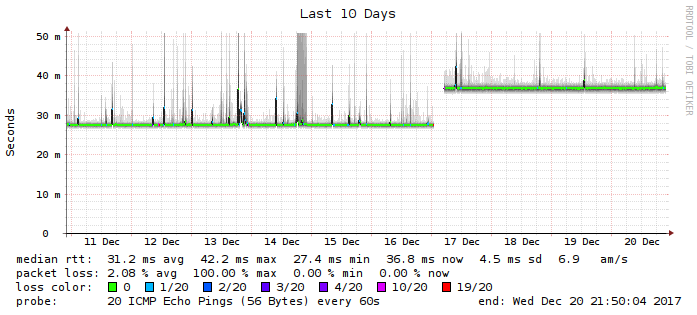 Last 10 Days
RRDTOOL / TOBI OETIKER
Seconds
50 m
40 m
30 m
20 m
10 m
0
11 Dec 12 Dec 13 Dec 14 Dec 15 Dec 16 Dec 17 Dec 18 Dec 19 Dec 20 Dec
median rtt: 31.2 ms avg 42.2 ms max 27.4 ms min 36.8 ms now 4.5 ms sd 6.9 am/s
packet loss: 2.08 % avg 100.00 % max 0.00 % min 0.00 % now
loss color: 0 1/20 2/20 3/20 4/20 10/20 19/20
probe: 20 ICMP Echo Pings (56 Bytes) every 60s end: Wed Dec 20 21:50:04 2017